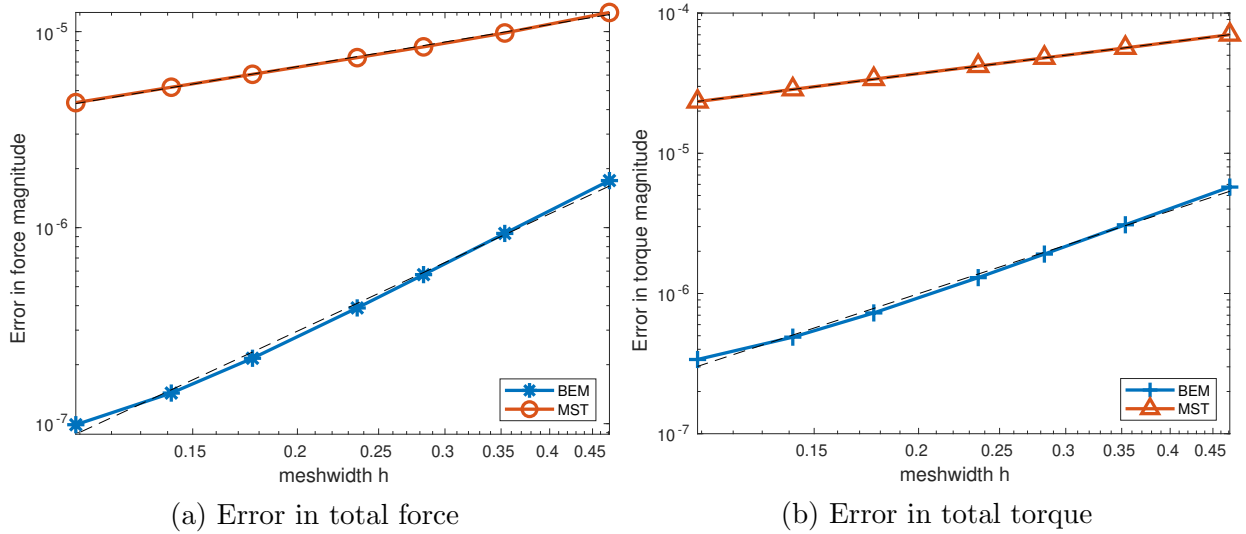 10^-5
10^-6
10^-7
Error in force magnitude
0.15
0.2
0.25
0.3
0.35
0.4
0.45
meshwidth h
BEM
MST
(a) Error in total force
10^-4
10^-5
10^-6
10^-7
Error in torque magnitude
0.15
0.2
0.25
0.3
0.35
0.4
0.45
meshwidth h
BEM
MST
(b) Error in total torque